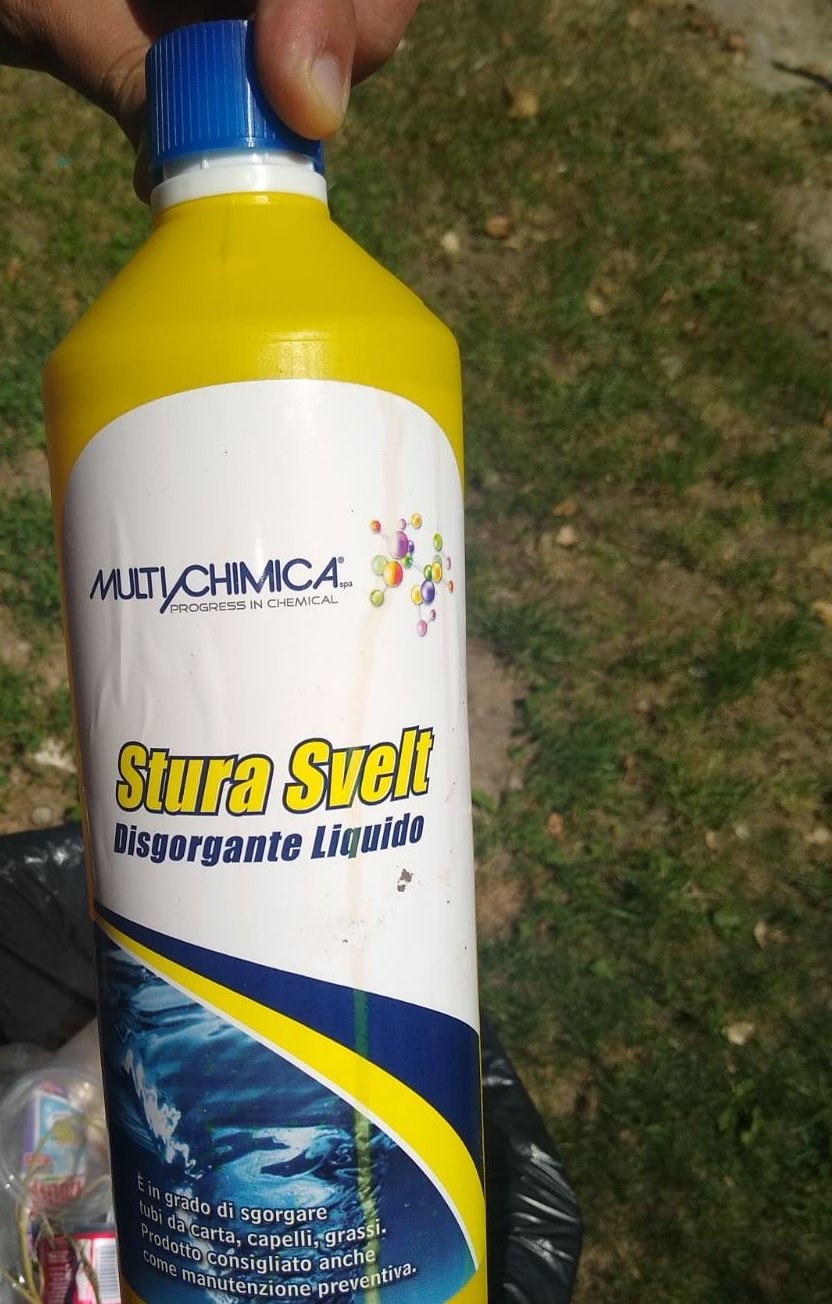 MULTICHIMICA® spa
PROGRESS IN CHEMICAL
Stura Svelt
Disgorgante Liquido
È in grado di sgorgare
tubi da carta, capelli, grassi.
Prodotto consigliato anche
come manutenzione preventiva.